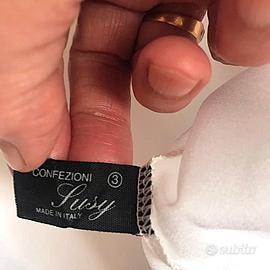 CONFEZIONI ③
Susy
MADE IN ITALY
subito